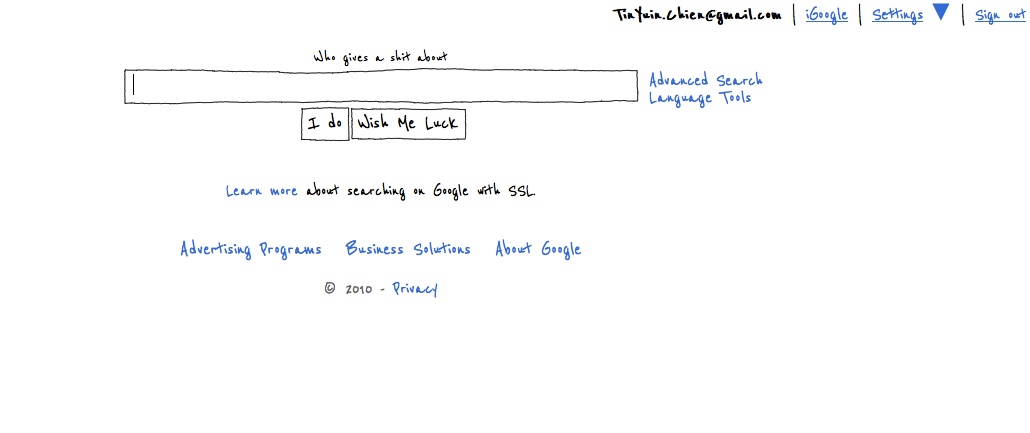 TinYuin.Chien@gmail.com | iGoogle | Settings ▼ | Sign out
Who gives a shit about
Advanced Search
Language Tools
I do Wish Me Luck
Learn more about searching on Google with SSL.
Advertising Programs Business Solutions About Google
© 2010 - Privacy